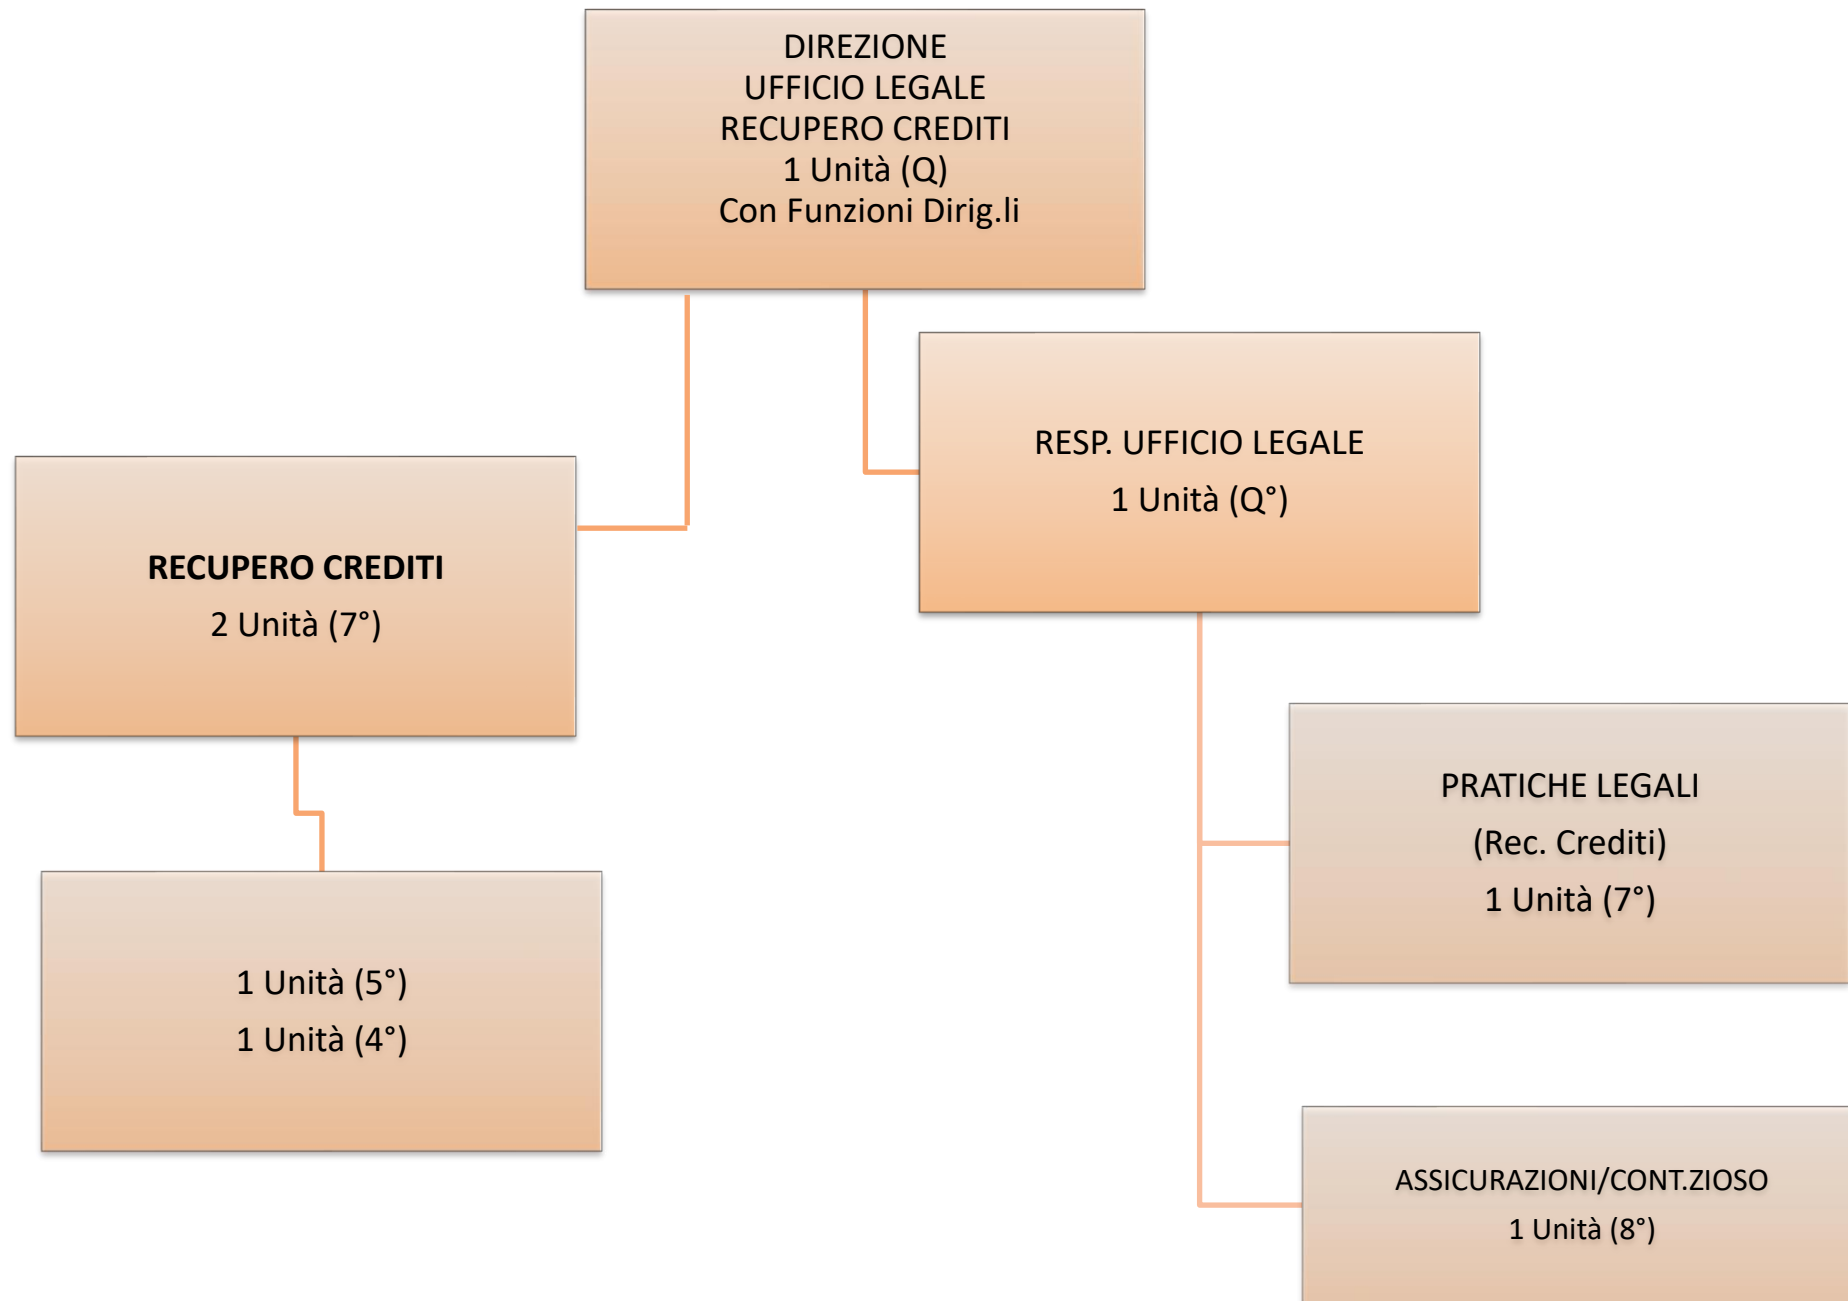 DIREZIONE
UFFICIO LEGALE
RECUPERO CREDITI
1 Unità (Q)
Con Funzioni Dirig.li
RESP. UFFICIO LEGALE
1 Unità (Q°)
RECUPERO CREDITI
2 Unità (7°)
PRATICHE LEGALI
(Rec. Crediti)
1 Unità (7°)
1 Unità (5°)
1 Unità (4°)
ASSICURAZIONI/CONT.ZIOSO
1 Unità (8°)